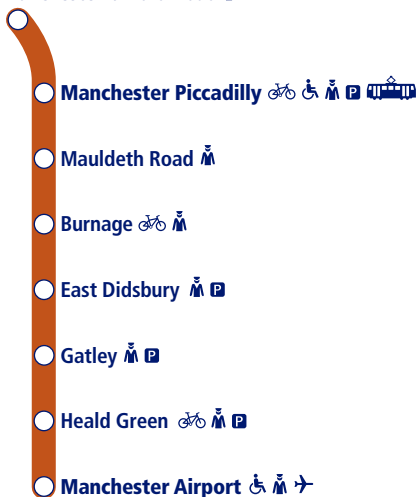 Manchester Piccadilly P
Mauldeth Road
Burnage
East Didsbury P
Gatley P
Heald Green P
Manchester Airport